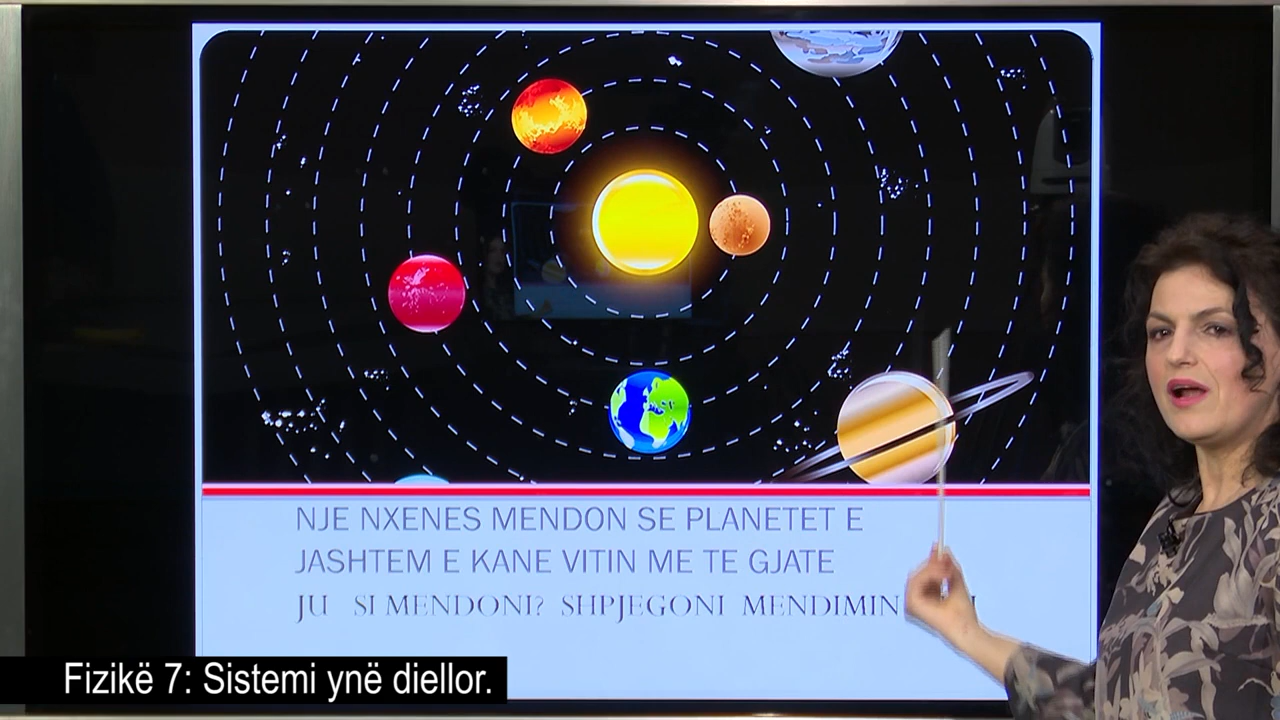 NJE NXENES MENDON SE PLANETET E
JASHTEM E KANE VITIN ME TE GJATE
JU SI MENDONI? SHPJEGONI
Fizikë 7: Sistemi ynë diellor.